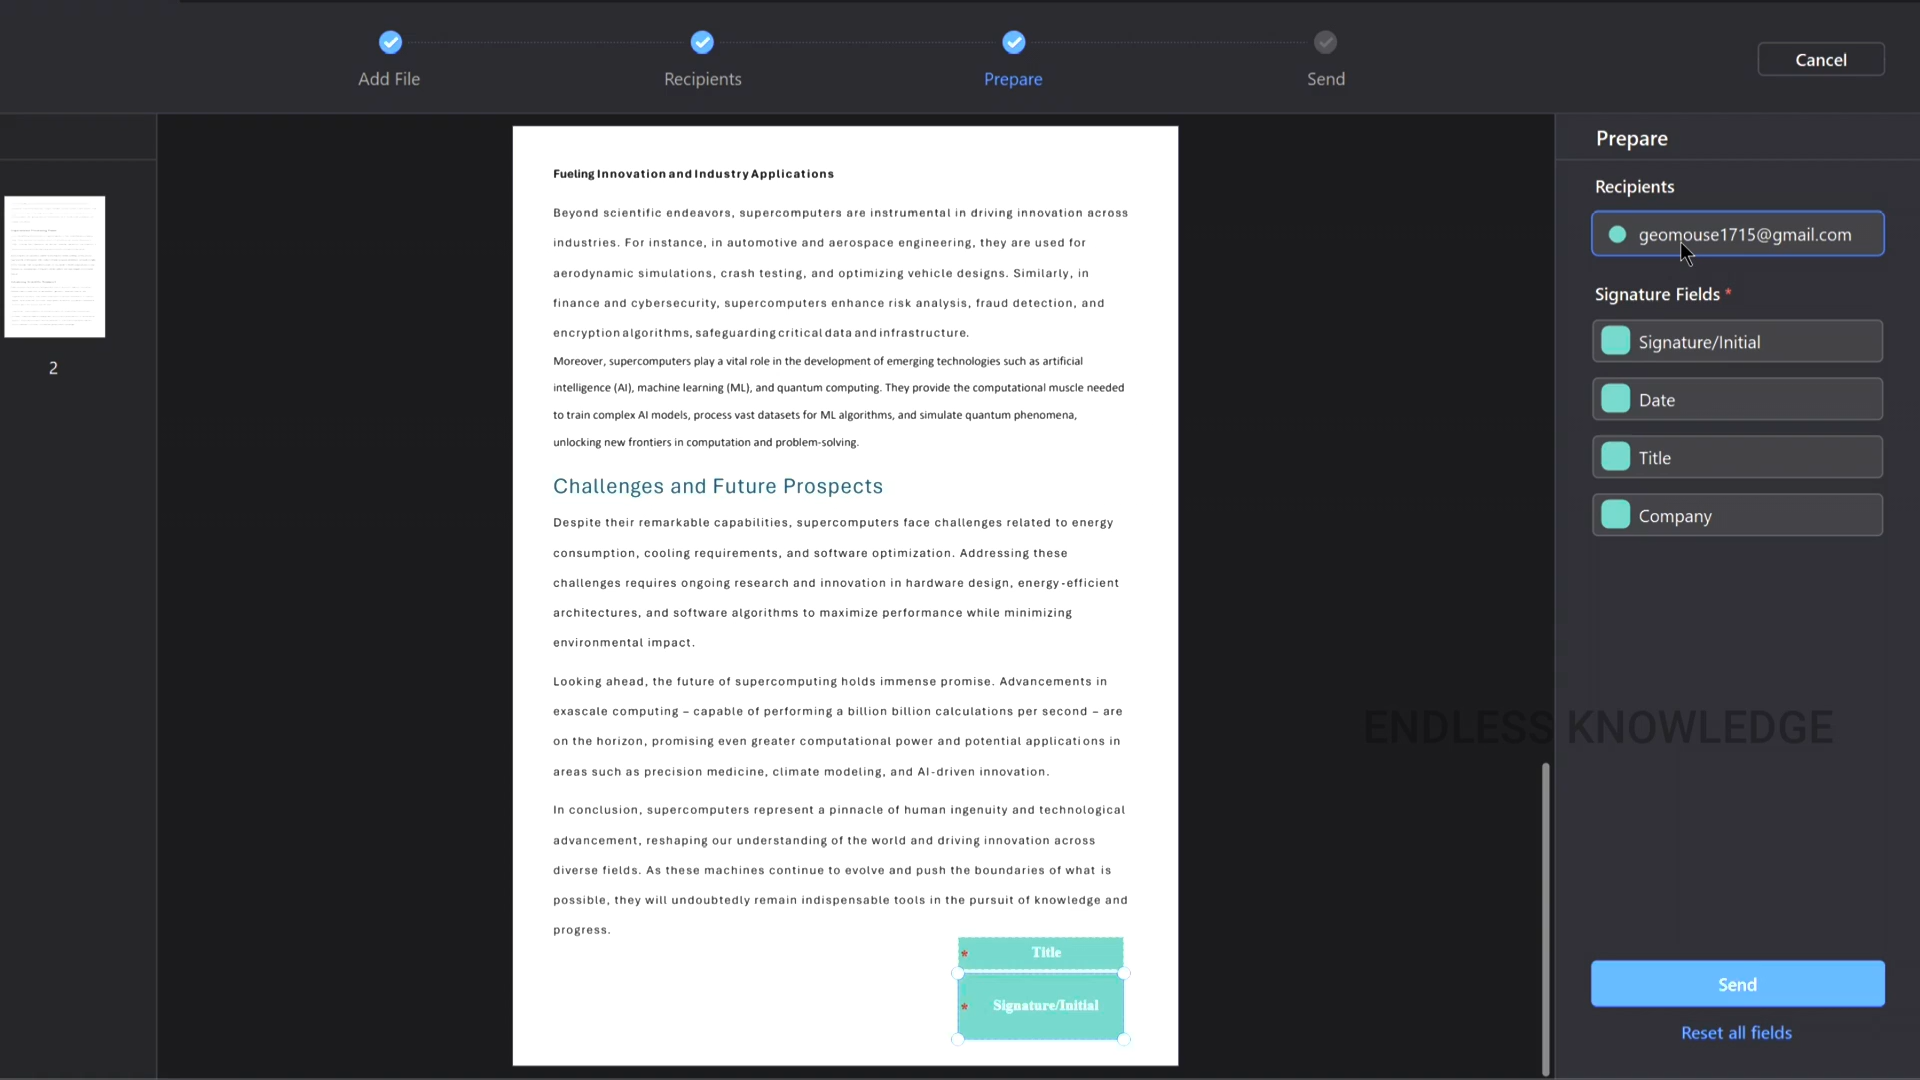 Add File
Recipients
Prepare
Send
Cancel
2
Fueling Innovation and Industry Applications
Beyond scientific endeavors, supercomputers are instrumental in driving innovation across
industries. For instance, in automotive and aerospace engineering, they are used for
aerodynamic simulations, crash testing, and optimizing vehicle designs. Similarly, in
finance and cybersecurity, supercomputers enhance risk analysis, fraud detection, and
encryption algorithms, safeguarding critical data and infrastructure.
Moreover, supercomputers play a vital role in the development of emerging technologies such as artificial
intelligence (AI), machine learning (ML), and quantum computing. They provide the computational muscle needed
to train complex AI models, process vast datasets for ML algorithms, and simulate quantum phenomena,
unlocking new frontiers in computation and problem-solving.
Challenges and Future Prospects
Despite their remarkable capabilities, supercomputers face challenges related to energy
consumption, cooling requirements, and software optimization. Addressing these
challenges requires ongoing research and innovation in hardware design, energy-efficient
architectures, and software algorithms to maximize performance while minimizing
environmental impact.
Looking ahead, the future of supercomputing holds immense promise. Advancements in
exascale computing – capable of performing a billion billion calculations per second – are
on the horizon, promising even greater computational power and potential applications in
areas such as precision medicine, climate modeling, and AI-driven innovation.
In conclusion, supercomputers represent a pinnacle of human ingenuity and technological
advancement, reshaping our understanding of the world and driving innovation across
diverse fields. As these machines continue to evolve and push the boundaries of what is
possible, they will undoubtedly remain indispensable tools in the pursuit of knowledge and
progress.
* Title
* Signature/Initial
Prepare
Recipients
geomouse1715@gmail.com
Signature Fields *
Signature/Initial
Date
Title
Company
ENDLESS KNOWLEDGE
Send
Reset all fields